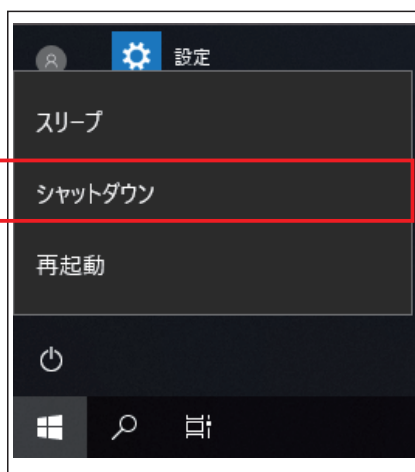 設定
スリープ
シャットダウン
再起動